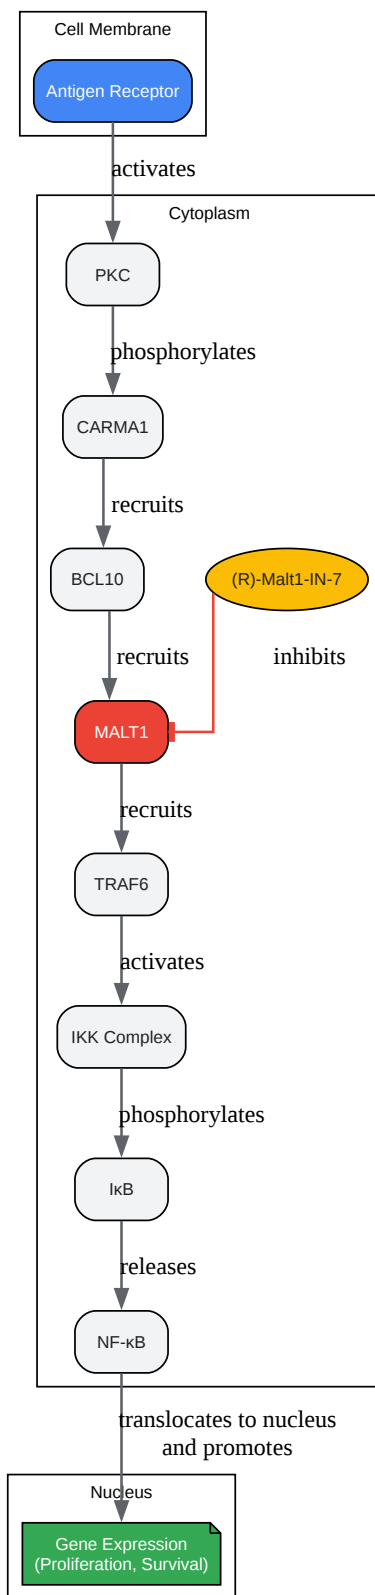 Cell Membrane
Antigen Receptor
activates
Cytoplasm
PKC
phosphorylates
CARMA1
recruits
BCL10
(R)-Malt1-IN-7
recruits
inhibits
MALT1
recruits
TRAF6
activates
IKK Complex
phosphorylates
IκB
releases
NF-κB
translocates to nucleus
and promotes
Nucleus
Gene Expression
(Proliferation, Survival)